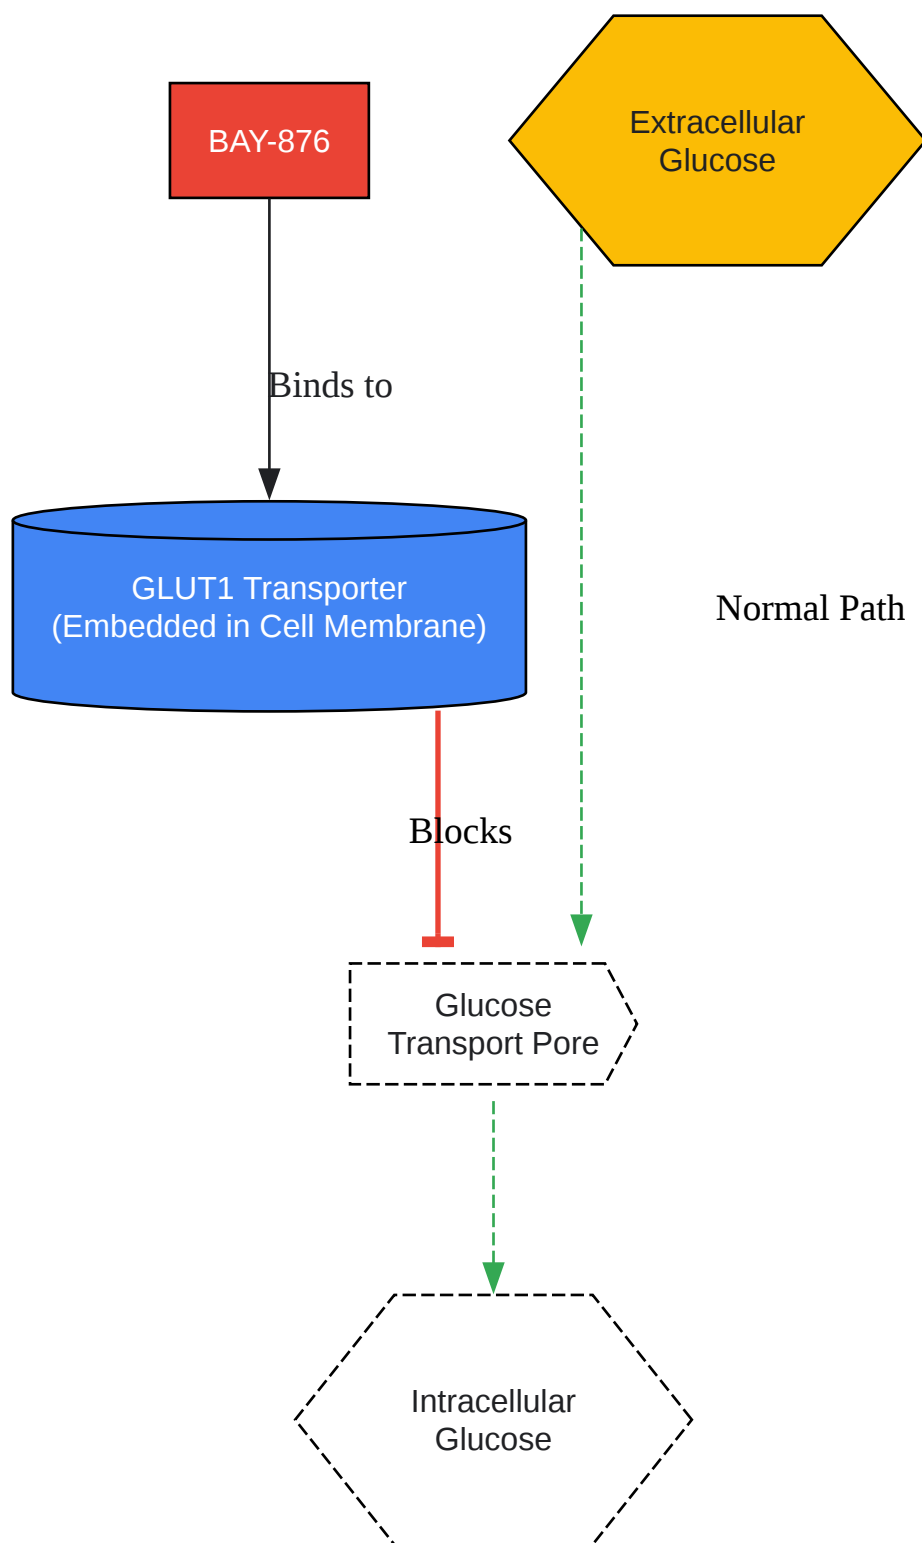 Extracellular
Glucose
BAY-876
Binds to
GLUT1 Transporter
(Embedded in Cell Membrane)
Normal Path
Blocks
Glucose
Transport Pore
Intracellular
Glucose